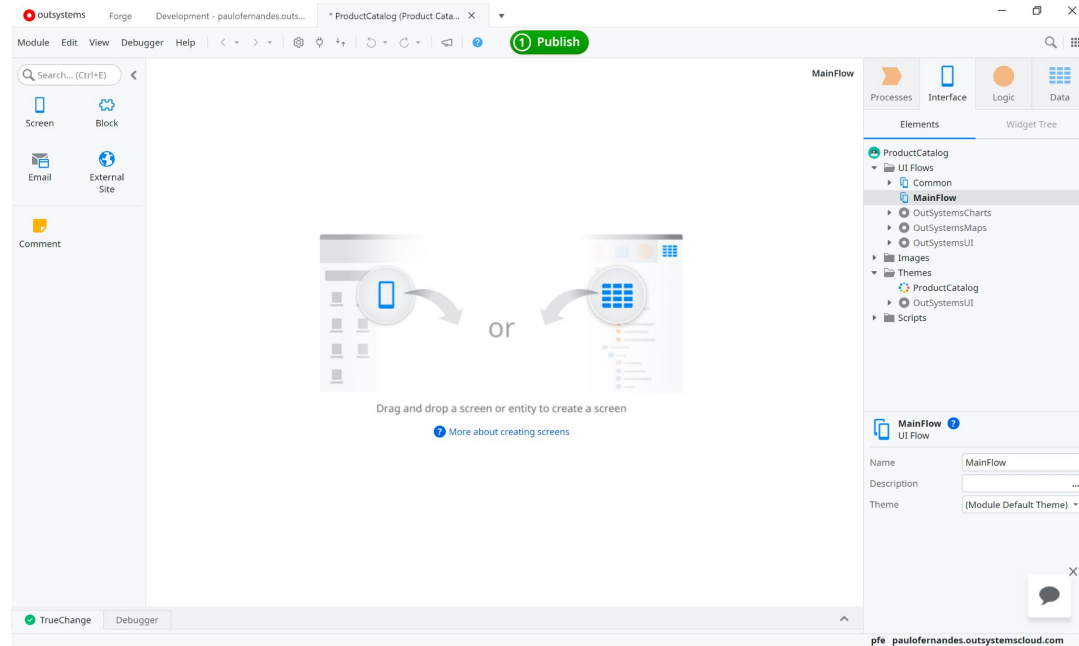 outsystems Forge Development - paulofernandes.outs... * ProductCatalog (Product Cata...
Module Edit View Debugger Help 1 Publish
Search... (Ctrl+E)
MainFlow
Screen Block
Email External Site
Comment
or
Drag and drop a screen or entity to create a screen
? More about creating screens
Processes Interface Logic Data
Elements Widget Tree
ProductCatalog
UI Flows
Common
MainFlow
OutSystemsCharts
OutSystemsMaps
OutSystemsUI
Images
Themes
ProductCatalog
OutSystemsUI
Scripts
MainFlow ?
UI Flow
Name MainFlow
Description ...
Theme (Module Default Theme)
TrueChange Debugger
pfe paulofernandes.outsystemscloud.com